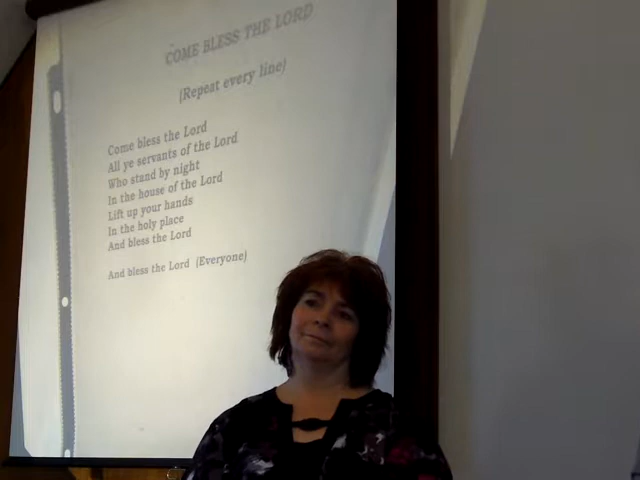 COME BLESS THE LORD
(Repeat every line)
Come bless the Lord
All ye servants of the Lord
Who stand by night
In the house of the Lord
Lift up your hands
In the holy place
And bless the Lord
And bless the Lord (Everyone)